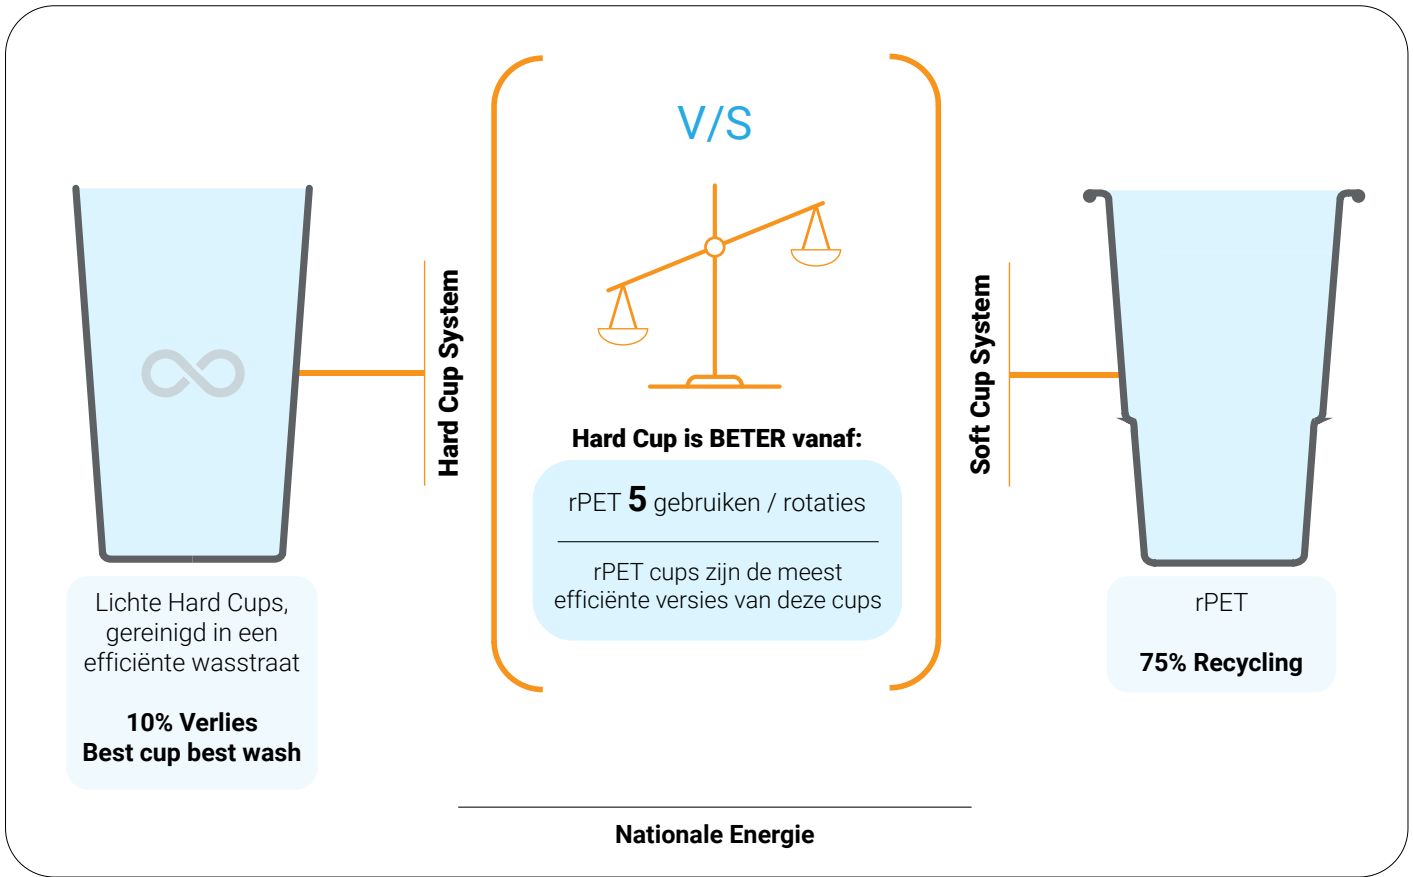 V/S
Hard Cup System
Soft Cup System
Hard Cup is BETER vanaf:
rPET 5 gebruiken / rotaties
rPET cups zijn de meest
efficiënte versies van deze cups
Lichte Hard Cups,
gereinigd in een
efficiënte wasstraat
10% Verlies
Best cup best wash
rPET
75% Recycling
Nationale Energie